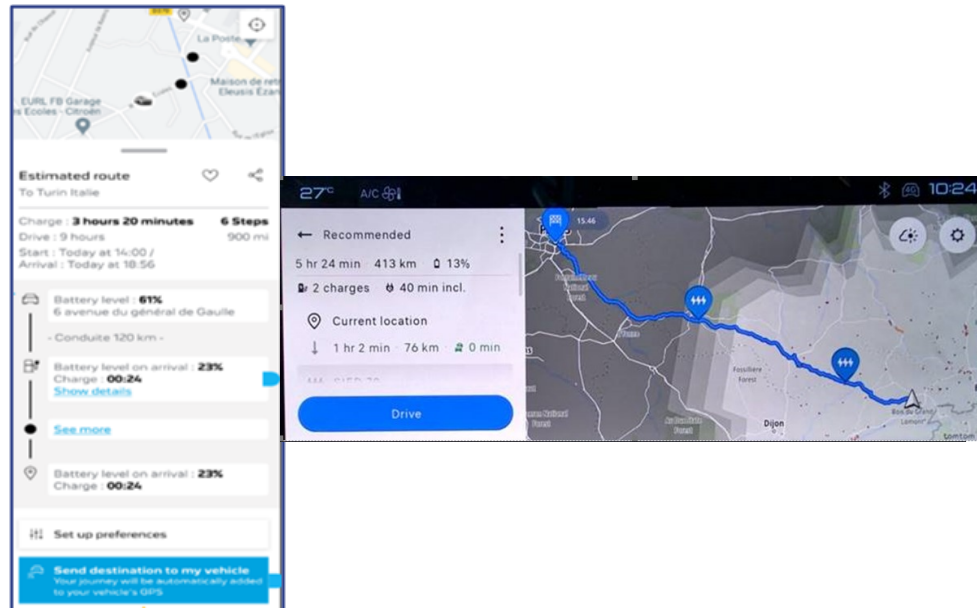 La Poste
Maison de retr
Eleusis Ezan
EURL FB Garage
s Ecoles - Citroën
Estimated route
To Turin Italie
Charge : 3 hours 20 minutes 6 Steps
Drive : 9 hours 900 mi
Start : Today at 14:00 /
Arrival : Today at 18:56
Battery level : 61%
6 avenue du général de Gaulle
- Conduite 120 km -
Battery level on arrival : 23%
Charge : 00:24
Show details
See more
Battery level on arrival : 23%
Charge : 00:24
Set up preferences
Send destination to my vehicle
Your journey will be automatically added
to your vehicle's GPS
27°C A/C 4G 10:24
← Recommended
5 hr 24 min · 413 km 13%
2 charges 40 min incl.
Current location
↓ 1 hr 2 min · 76 km · 0 min
Drive
15:46
National
Forest
Fossilière
Forest
Forest
Dijon
tomtom